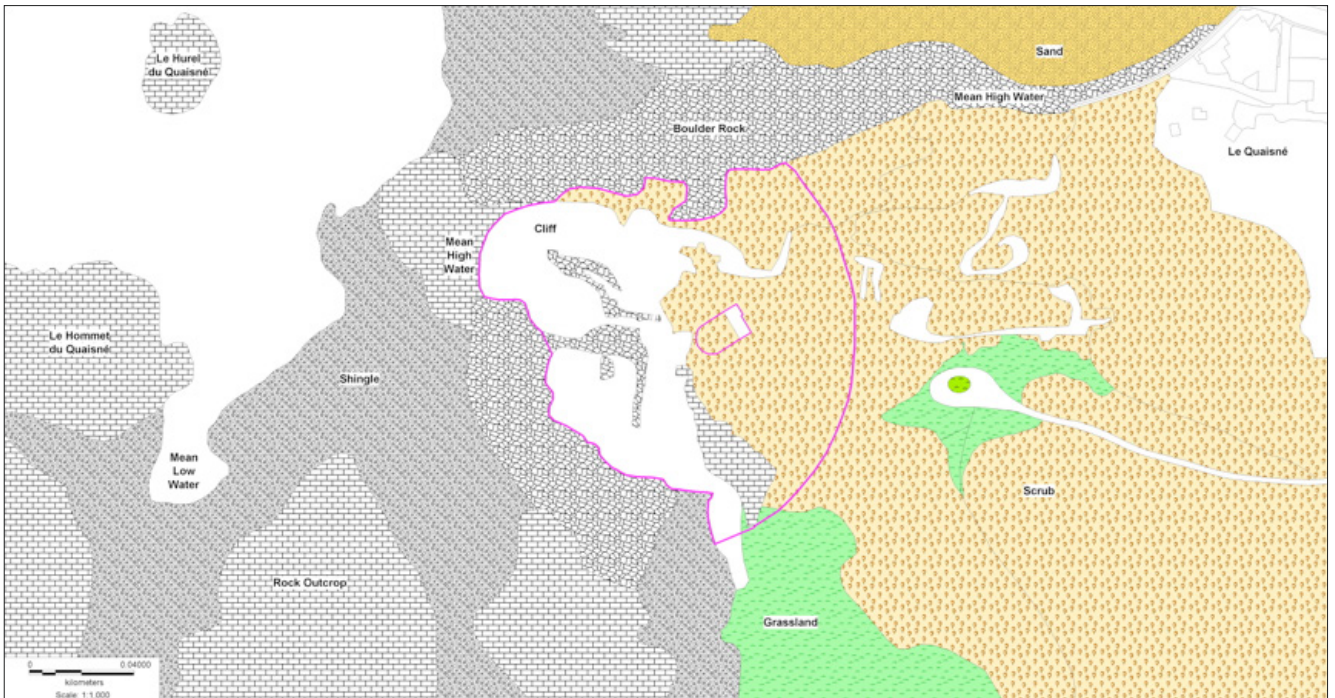 Le Hurel
du Quaisné
Sand
Mean High Water
Boulder Rock
Le Quaisné
Cliff
Mean
High
Water
Le Hommet
du Quaisné
Shingle
Mean
Low
Water
Scrub
Rock Outcrop
Grassland
0 0.04000
kilometers
Scale: 1:1,000